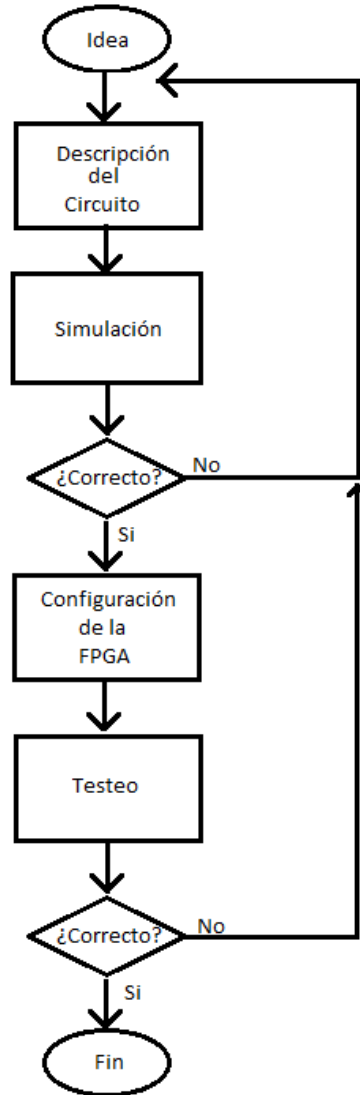 Idea
Descripción
del
Circuito
Simulación
¿Correcto?
No
Si
Configuración
de la
FPGA
Testeo
¿Correcto?
No
Si
Fin